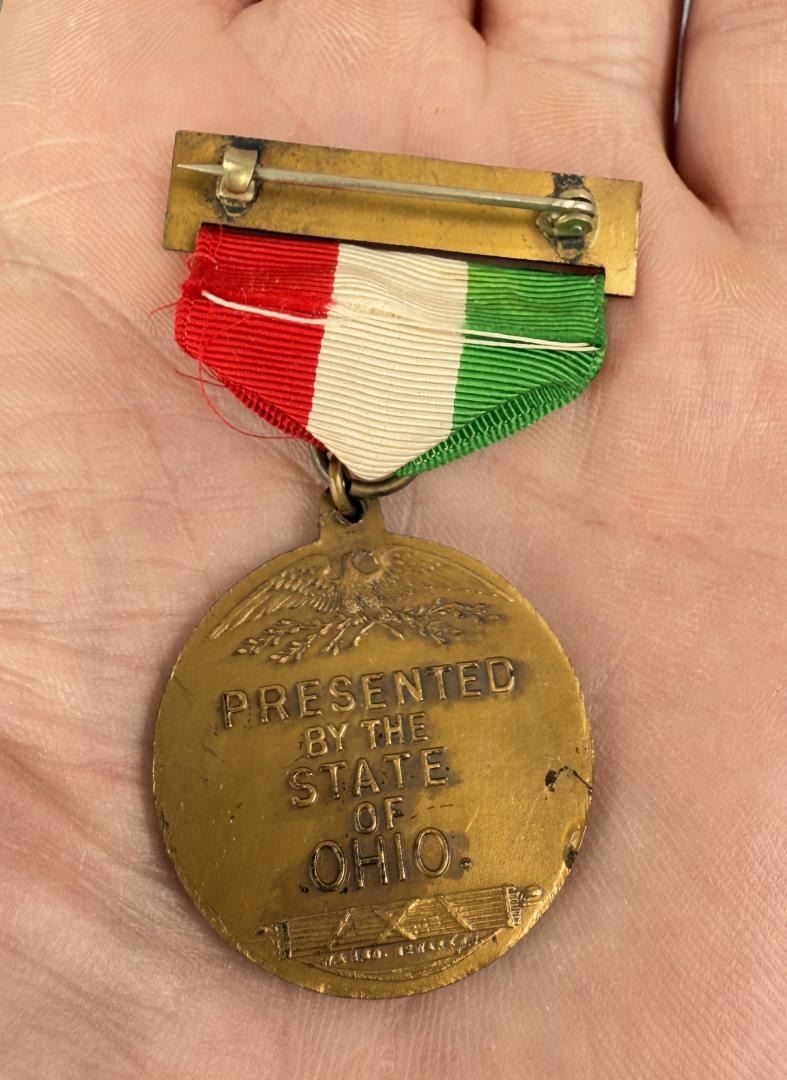 PRESENTED
BY THE
STATE
OF
OHIO.